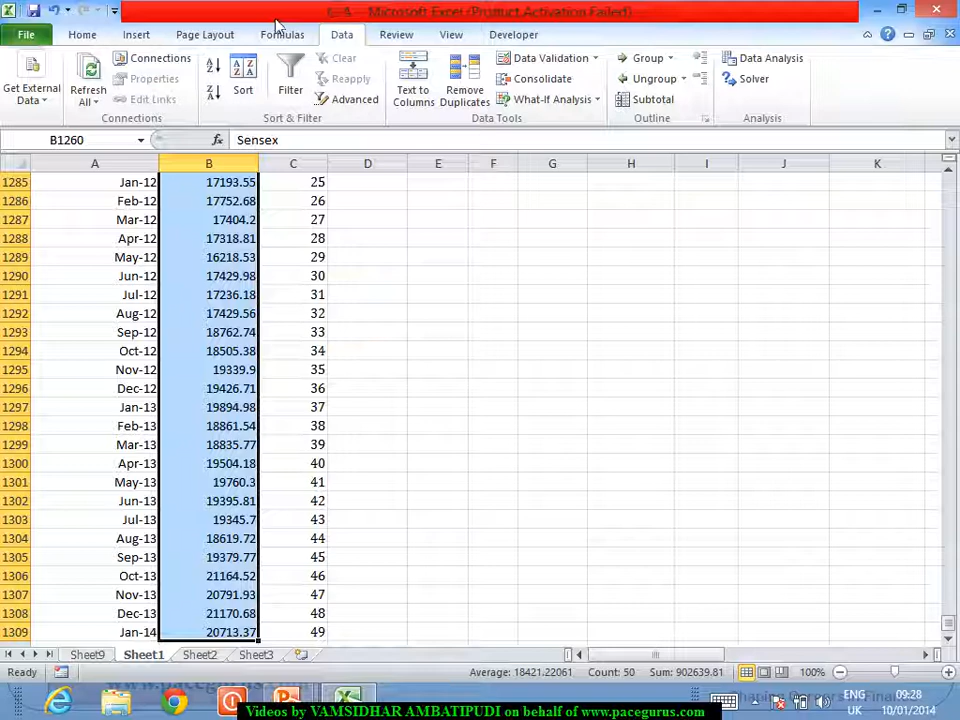 Microsoft Excel (Product Activation Failed)
File Home Insert Page Layout Formulas Data Review View Developer
Get External Data
Refresh All
Connections
Properties
Edit Links
Connections
Sort
Filter
Clear
Reapply
Advanced
Sort & Filter
Text to Columns
Remove Duplicates
Data Validation
Consolidate
What-If Analysis
Data Tools
Group
Ungroup
Subtotal
Outline
Data Analysis
Solver
Analysis
B1260 fx Sensex
A B C D E F G H I J K
1285 Jan-12 17193.55 25
1286 Feb-12 17752.68 26
1287 Mar-12 17404.2 27
1288 Apr-12 17318.81 28
1289 May-12 16218.53 29
1290 Jun-12 17429.98 30
1291 Jul-12 17236.18 31
1292 Aug-12 17429.56 32
1293 Sep-12 18762.74 33
1294 Oct-12 18505.38 34
1295 Nov-12 19339.9 35
1296 Dec-12 19426.71 36
1297 Jan-13 19894.98 37
1298 Feb-13 18861.54 38
1299 Mar-13 18835.77 39
1300 Apr-13 19504.18 40
1301 May-13 19760.3 41
1302 Jun-13 19395.81 42
1303 Jul-13 19345.7 43
1304 Aug-13 18619.72 44
1305 Sep-13 19379.77 45
1306 Oct-13 21164.52 46
1307 Nov-13 20791.93 47
1308 Dec-13 21170.68 48
1309 Jan-14 20713.37 49
Sheet9 Sheet1 Sheet2 Sheet3
Ready Average: 18421.22061 Count: 50 Sum: 902639.81 100%
www.pacegurus.com
ENG 09:28
UK 10/01/2014
Videos by VAMSIDHAR AMBATIPUDI on behalf of www.pacegurus.com